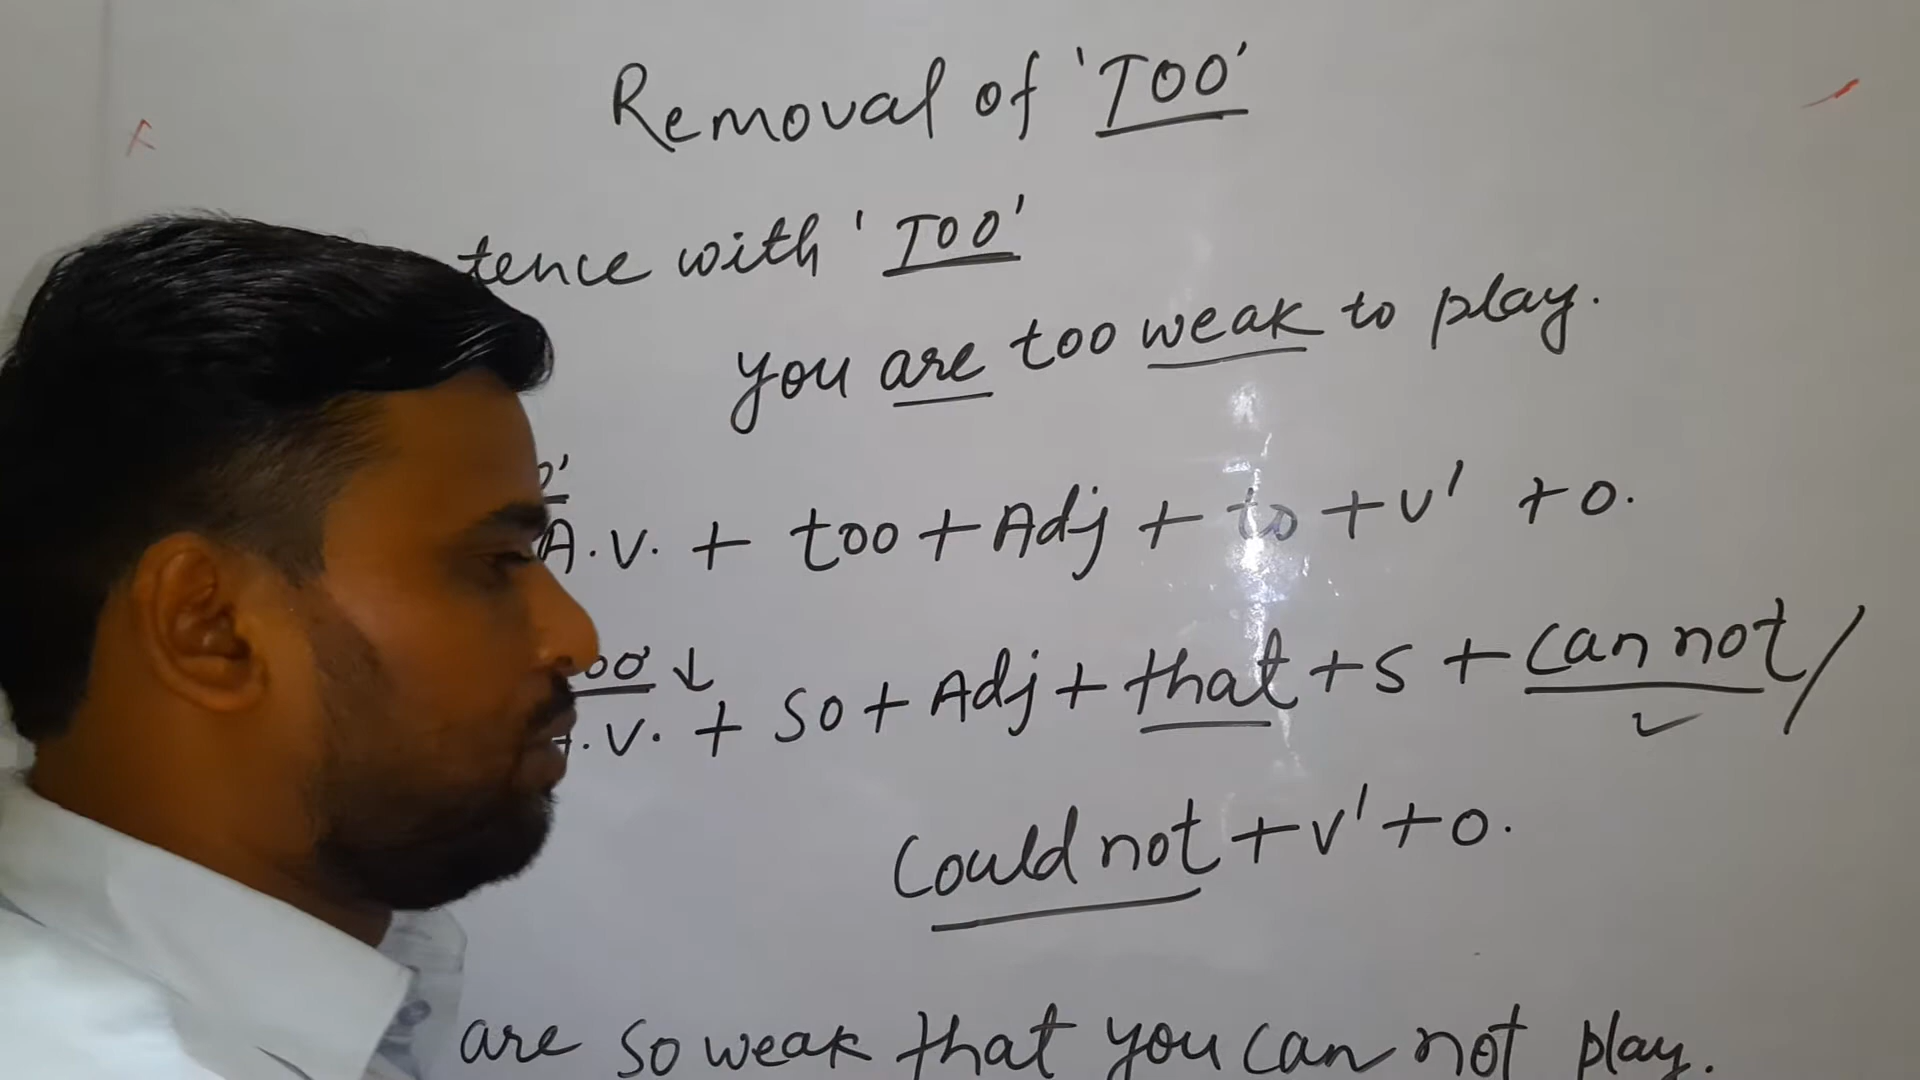 Removal of 'TOO'
tence with 'TOO'
you are too weak to play.
A.V. + too + Adj + to + V' + O.
.V. + so + Adj + that + S + Can not /
Could not + V' + O.
are so weak that you can not play.